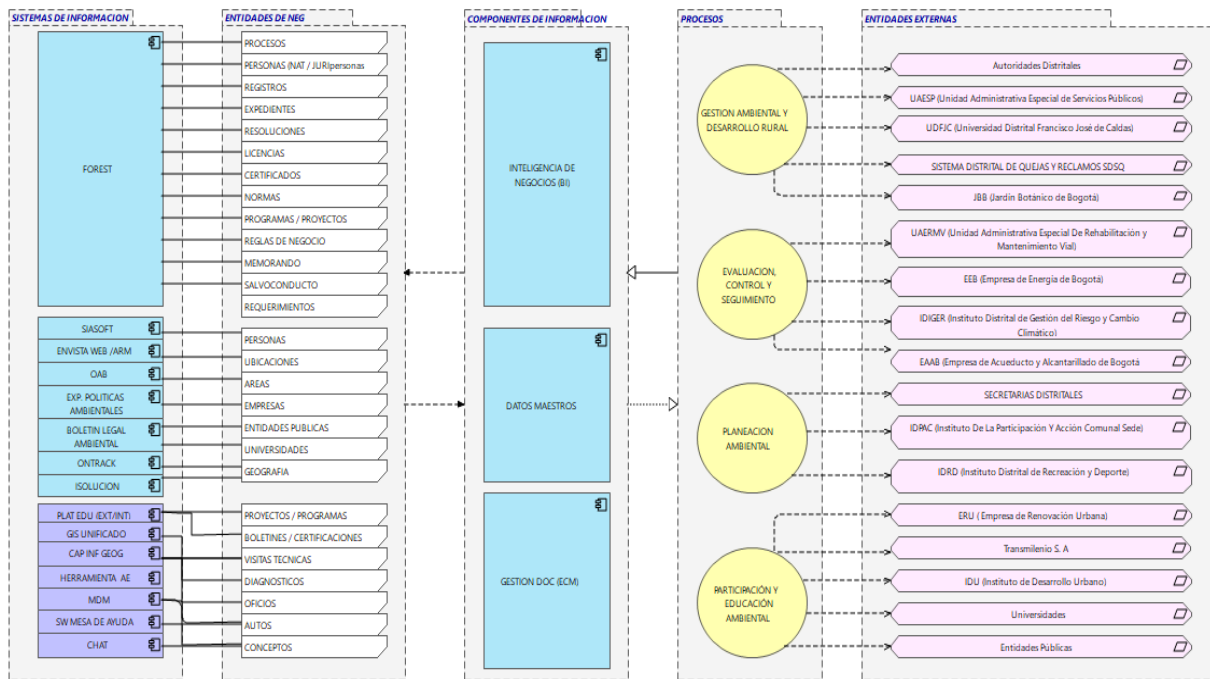 SISTEMAS DE INFORMACION
FOREST
SIASOFT
ENVISTA WEB /ARM
OAB
EXP. POLITICAS
AMBIENTALES
BOLETIN LEGAL
AMBIENTAL
ONTRACK
ISOLUCION
PLAT EDU (EXT/INT)
GIS UNIFICADO
CAP INF GEOG
HERRAMIENTA AE
MDM
SW MESA DE AYUDA
CHAT
ENTIDADES DE NEG
PROCESOS
PERSONAS (NAT / JURIpersonas
REGISTROS
EXPEDIENTES
RESOLUCIONES
LICENCIAS
CERTIFICADOS
NORMAS
PROGRAMAS / PROYECTOS
REGLAS DE NEGOCIO
MEMORANDO
SALVOCONDUCTO
REQUERIMIENTOS
PERSONAS
UBICACIONES
AREAS
EMPRESAS
ENTIDADES PUBLICAS
UNIVERSIDADES
GEOGRAFIA
PROYECTOS / PROGRAMAS
BOLETINES / CERTIFICACIONES
VISITAS TECNICAS
DIAGNOSTICOS
OFICIOS
AUTOS
CONCEPTOS
COMPONENTES DE INFORMACION
INTELIGENCIA DE
NEGOCIOS (BI)
DATOS MAESTROS
GESTION DOC (ECM)
PROCESOS
GESTION AMBIENTAL Y
DESARROLLO RURAL
EVALUACION,
CONTROL Y
SEGUIMIENTO
PLANEACION
AMBIENTAL
PARTICIPACIÓN Y
EDUCACIÓN
AMBIENTAL
ENTIDADES EXTERNAS
Autoridades Distritales
UAESP (Unidad Administrativa Especial de Servicios Públicos)
UDFJC (Universidad Distrital Francisco José de Caldas)
SISTEMA DISTRITAL DE QUEJAS Y RECLAMOS SDSQ
JBB (Jardín Botánico de Bogotá)
UAERMV (Unidad Administrativa Especial De Rehabilitación y
Mantenimiento Vial)
EEB (Empresa de Energía de Bogotá)
IDIGER (Instituto Distrital de Gestión del Riesgo y Cambio
Climático)
EAAB (Empresa de Acueducto y Alcantarillado de Bogotá
SECRETARIAS DISTRITALES
IDPAC (Instituto De La Participación Y Acción Comunal Sede)
IDRD (Instituto Distrital de Recreación y Deporte)
ERU ( Empresa de Renovación Urbana)
Transmilenio S. A
IDU (Instituto de Desarrollo Urbano)
Universidades
Entidades Públicas